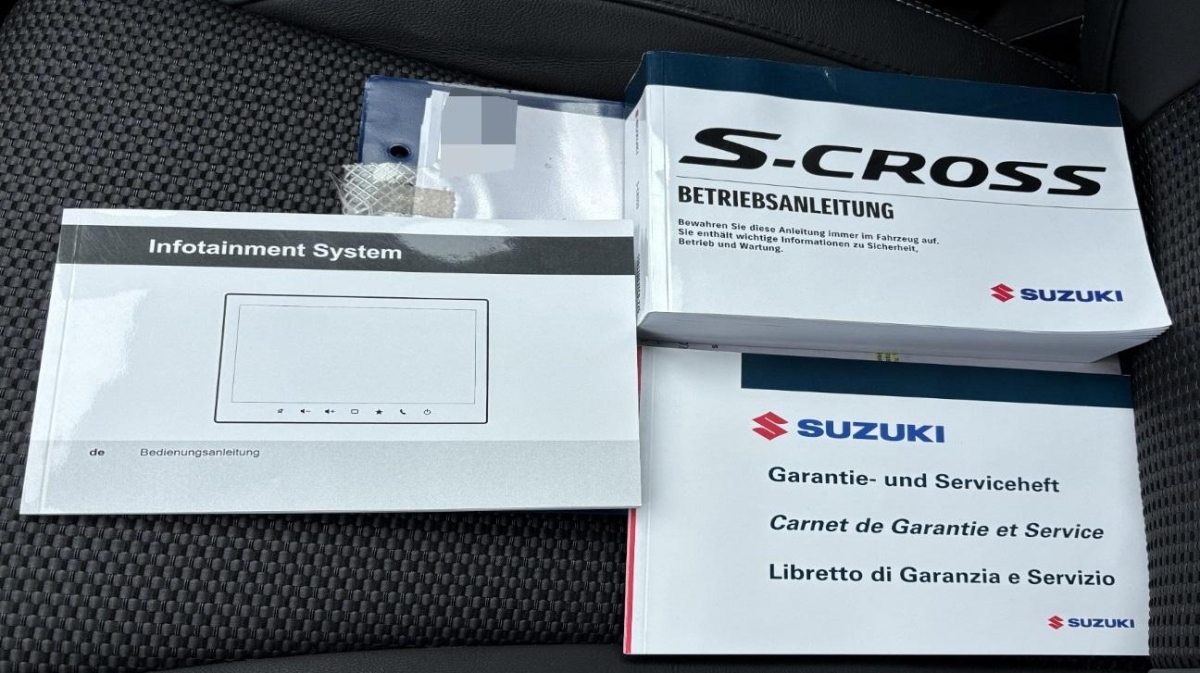 S-CROSS
BETRIEBSANLEITUNG
Bewahren Sie diese Anleitung immer im Fahrzeug auf.
Sie enthält wichtige Informationen zu Sicherheit,
Betrieb und Wartung.
SUZUKI
Infotainment System
de Bedienungsanleitung
SUZUKI
Garantie- und Serviceheft
Carnet de Garantie et Service
Libretto di Garanzia e Servizio
SUZUKI